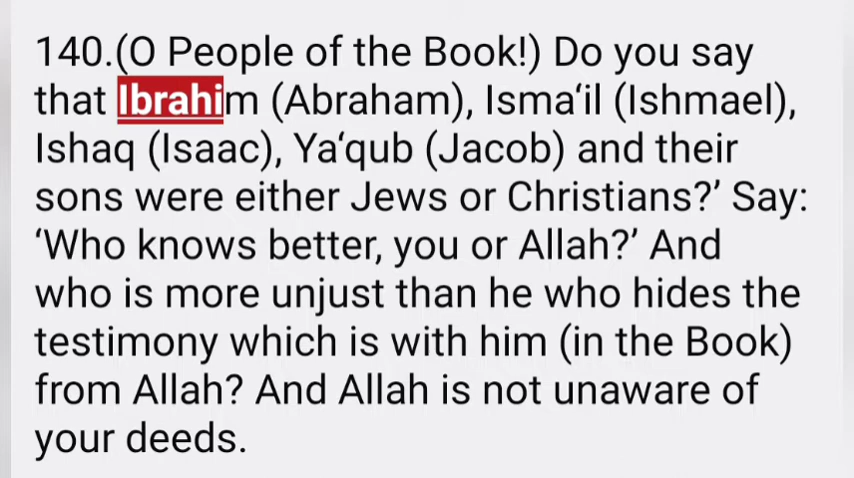 140.(O People of the Book!) Do you say
that Ibrahim (Abraham), Isma‘il (Ishmael),
Ishaq (Isaac), Ya‘qub (Jacob) and their
sons were either Jews or Christians?’ Say:
‘Who knows better, you or Allah?’ And
who is more unjust than he who hides the
testimony which is with him (in the Book)
from Allah? And Allah is not unaware of
your deeds.